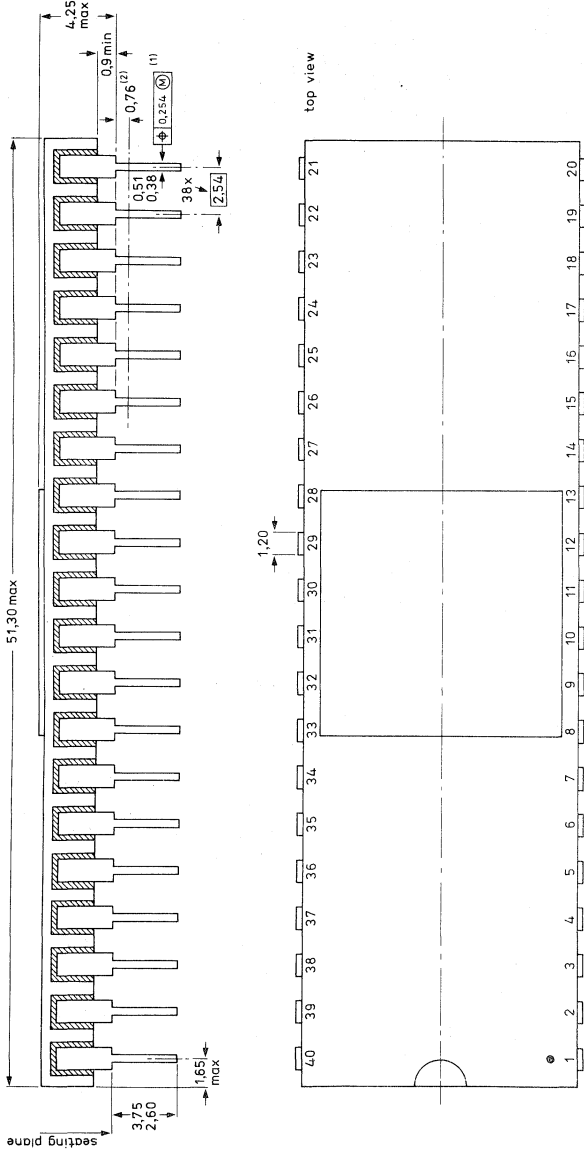 seating plane
51,30 max
4,25
max
0,9 min
0,76 (2)
⌖ 0,254 Ⓜ (1)
0,51
0,38
38x
2,54
3,75
2,60
1,65
max
top view
1,20
40 39 38 37 36 35 34 33 32 31 30 29 28 27 26 25 24 23 22 21
1 2 3 4 5 6 7 8 9 10 11 12 13 14 15 16 17 18 19 20